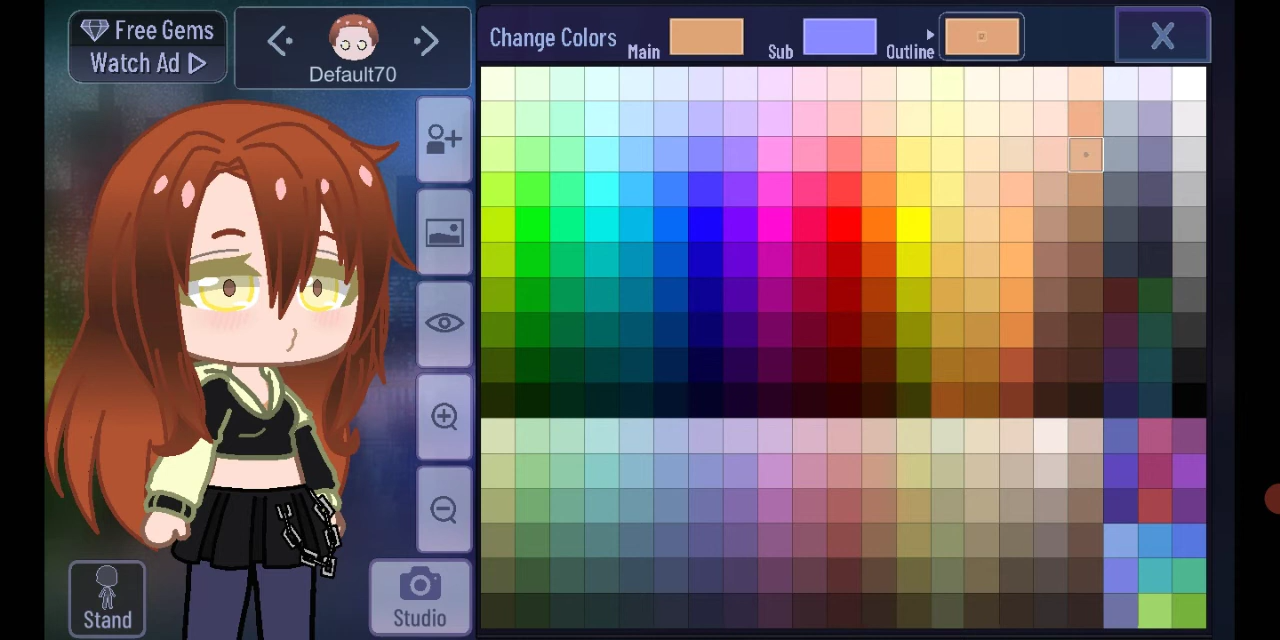 Free Gems
Watch Ad
Default70
Change Colors
Main
Sub
Outline
X
Stand
Studio